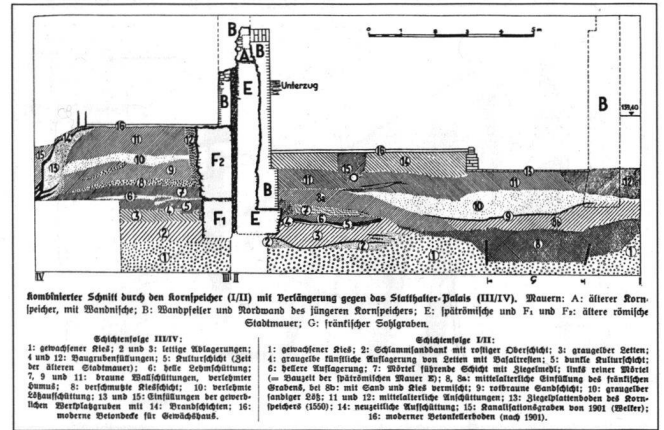 B B
A
E
Unterzug
B
B
139,40
F₂
F₁
B
E
IV III II G I
Kombinierter Schnitt durch den Kornspeicher (I/II) mit Verlängerung gegen das Statthalter-Palais (III/IV). Mauern: A: älterer Korn-
speicher, mit Wandnische; B: Wandpfeiler und Nordwand des jüngeren Kornspeichers; E: spätrömische und F₁ und F₂: ältere römische
Stadtmauer; G: fränkischer Sohlgraben.
Schichtenfolge III/IV:
1: gewachsener Kies; 2 und 3: lettige Ablagerungen;
4 und 12: Baugrubenfüllungen; 5: Kulturschicht (Zeit
der älteren Stadtmauer); 6: helle Lehmschüttung;
7, 9 und 11: braune Wallschüttungen, verlehmter
Humus; 8: verschmutzte Kiesschicht; 10: verlehmte
Lößaufschüttung; 13 und 15: Einfüllungen der gewerb-
lichen Werkplatzgruben mit 14: Brandschichten; 16:
moderne Betondecke für Gewächshaus.
Schichtenfolge I/II:
1: gewachsener Kies; 2: Schlammsandbank mit rostiger Oberschicht; 3: graugelber Letten;
4: graugelbe künstliche Auflagerung von Letten mit Basaltresten; 5: dunkle Kulturschicht;
6: hellere Auflagerung; 7: Mörtel führende Schicht mit Ziegelmehl; links reiner Mörtel
(= Bauzeit der spätrömischen Mauer E); 8, 8a: mittelalterliche Einfüllung des fränkischen
Grabens, bei 8b: mit Sand und Kies vermischt; 9: rotbraune Sandschicht; 10: graugelber
sandiger Löß; 11 und 12: mittelalterliche Anschüttungen; 13: Ziegelplattenboden des Korn-
speichers (1550); 14: neuzeitliche Aufschüttung; 15: Kanalisationsgraben von 1901 (Welter);
16: moderner Betonkellerboden (nach 1901).